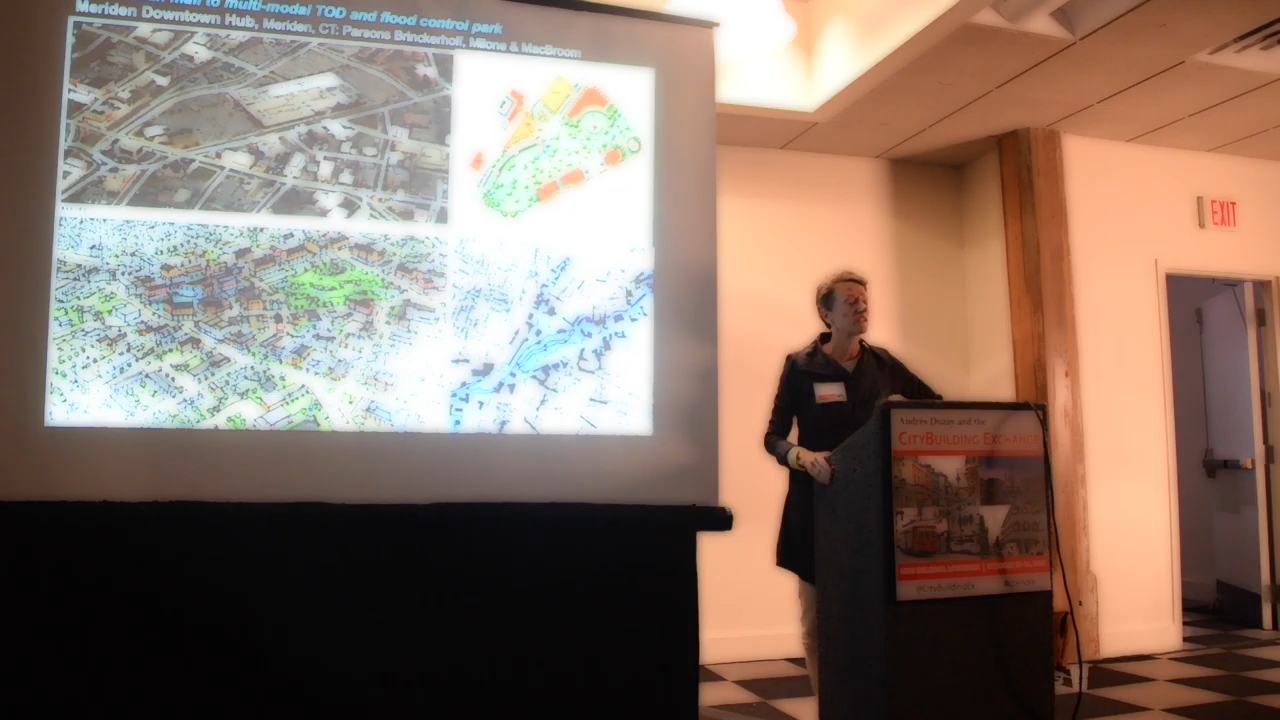 mall to multi-modal TOD and flood control park
Meriden Downtown Hub, Meriden, CT: Parsons Brinckerhoff, Milone & MacBroom
EXIT
Andrés Duany and the
CITYBUILDING EXCHANGE
@CityBuildingEx